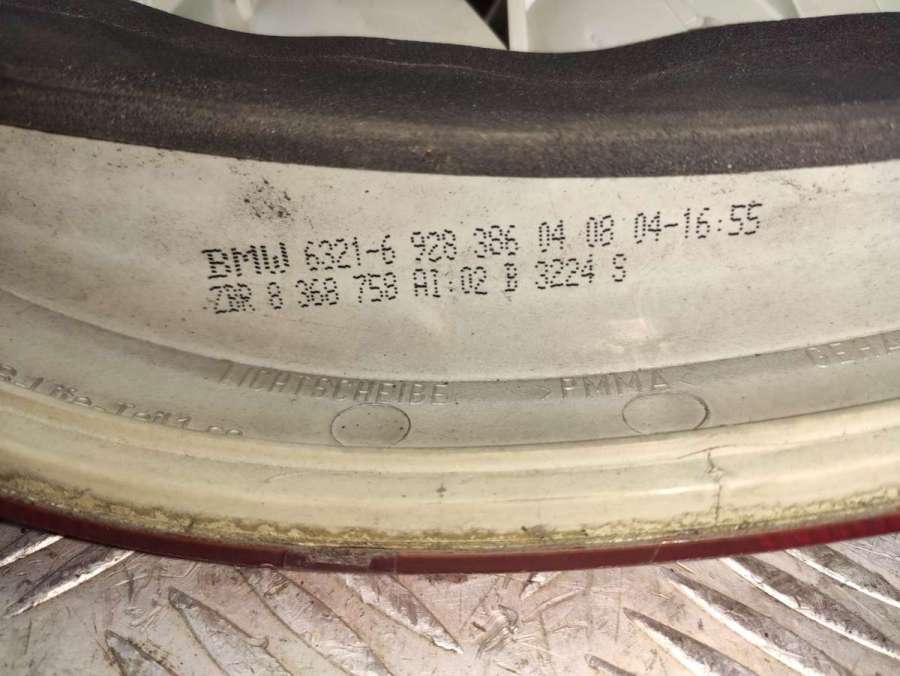 BMW 6321-6 928 386 04 08 04-16:55
ZBR 8 368 758 AI:02 B 3224 S
LICHTSCHEIBE >PMMA<